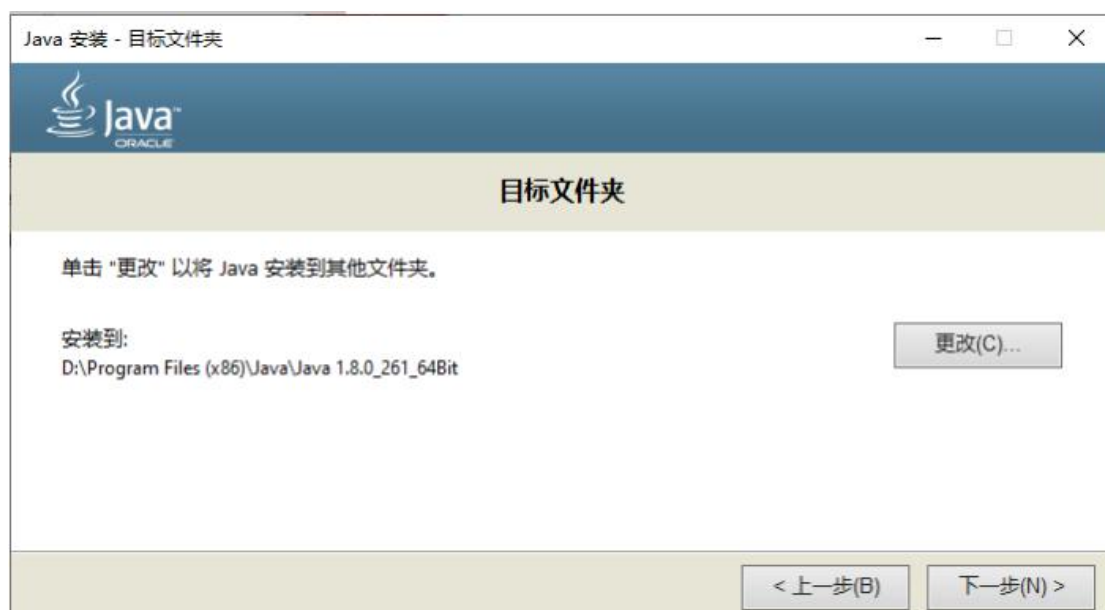 Java 安装 - 目标文件夹
Java™
ORACLE
目标文件夹
单击 "更改" 以将 Java 安装到其他文件夹。
安装到:
更改(C)...
D:\Program Files (x86)\Java\Java 1.8.0_261_64Bit
< 上一步(B)
下一步(N) >